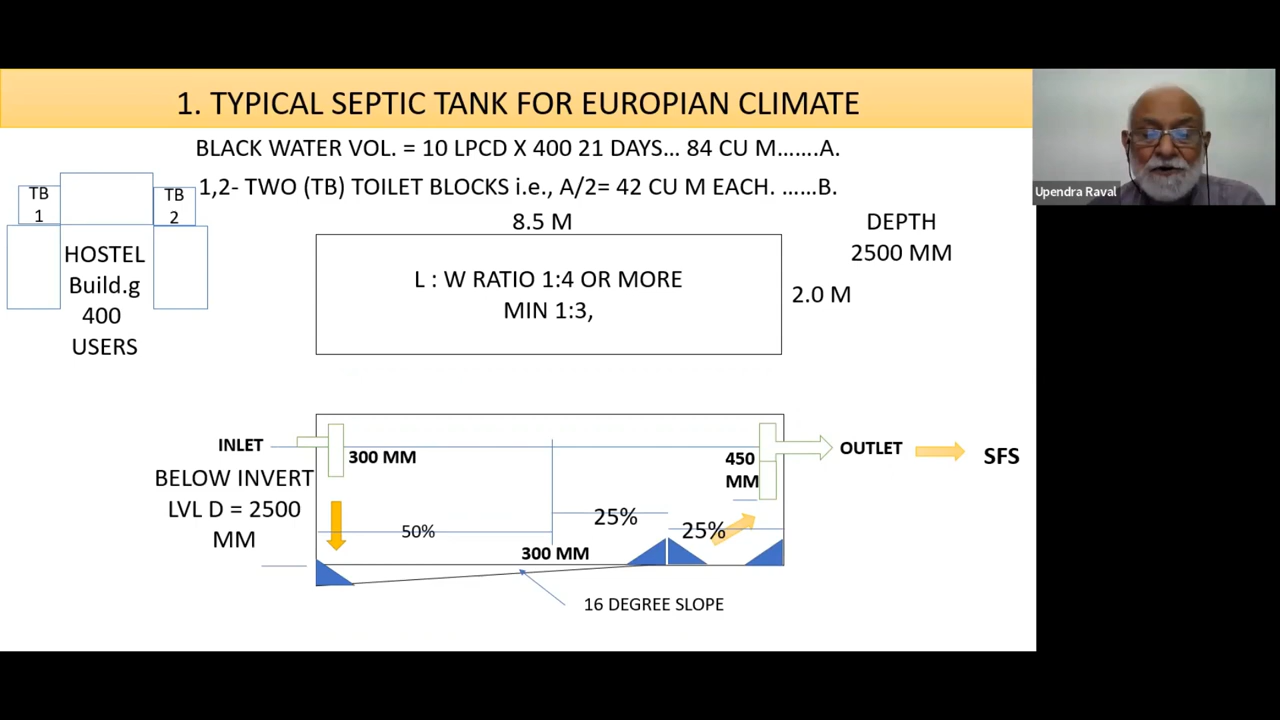 1. TYPICAL SEPTIC TANK FOR EUROPIAN CLIMATE
BLACK WATER VOL. = 10 LPCD X 400 21 DAYS... 84 CU M.......A.
1,2- TWO (TB) TOILET BLOCKS i.e., A/2= 42 CU M EACH. ......B.
TB
1
TB
2
HOSTEL
Build.g
400
USERS
8.5 M
L : W RATIO 1:4 OR MORE
MIN 1:3,
2.0 M
DEPTH
2500 MM
INLET
BELOW INVERT
LVL D = 2500
MM
300 MM
50%
300 MM
25%
25%
450
MM
OUTLET
SFS
16 DEGREE SLOPE
Upendra Raval